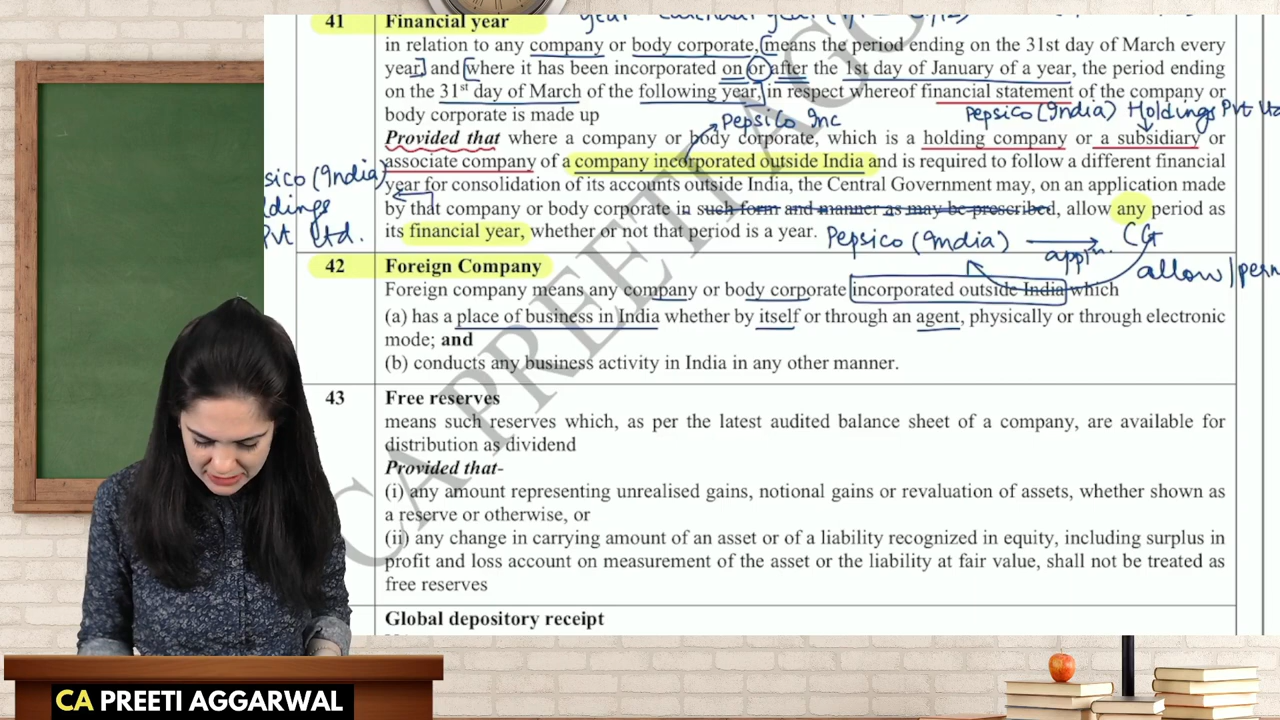 41 Financial year
in relation to any company or body corporate, means the period ending on the 31st day of March every
year, and where it has been incorporated on or after the 1st day of January of a year, the period ending
on the 31st day of March of the following year, in respect whereof financial statement of the company or
body corporate is made up
Pepsico Inc
Pepsico (India) Holdings Pvt Ltd
Provided that where a company or body corporate, which is a holding company or a subsidiary or
associate company of a company incorporated outside India and is required to follow a different financial
year for consolidation of its accounts outside India, the Central Government may, on an application made
by that company or body corporate in such form and manner as may be prescribed, allow any period as
its financial year, whether or not that period is a year.
sico (India)
ldings
Pvt Ltd.
Pepsico (India) CG
appln.
allow/per
42 Foreign Company
Foreign company means any company or body corporate incorporated outside India which
(a) has a place of business in India whether by itself or through an agent, physically or through electronic
mode; and
(b) conducts any business activity in India in any other manner.
43 Free reserves
means such reserves which, as per the latest audited balance sheet of a company, are available for
distribution as dividend
Provided that-
(i) any amount representing unrealised gains, notional gains or revaluation of assets, whether shown as
a reserve or otherwise, or
(ii) any change in carrying amount of an asset or of a liability recognized in equity, including surplus in
profit and loss account on measurement of the asset or the liability at fair value, shall not be treated as
free reserves
Global depository receipt
CA PREETI AGG
CA PREETI AGGARWAL